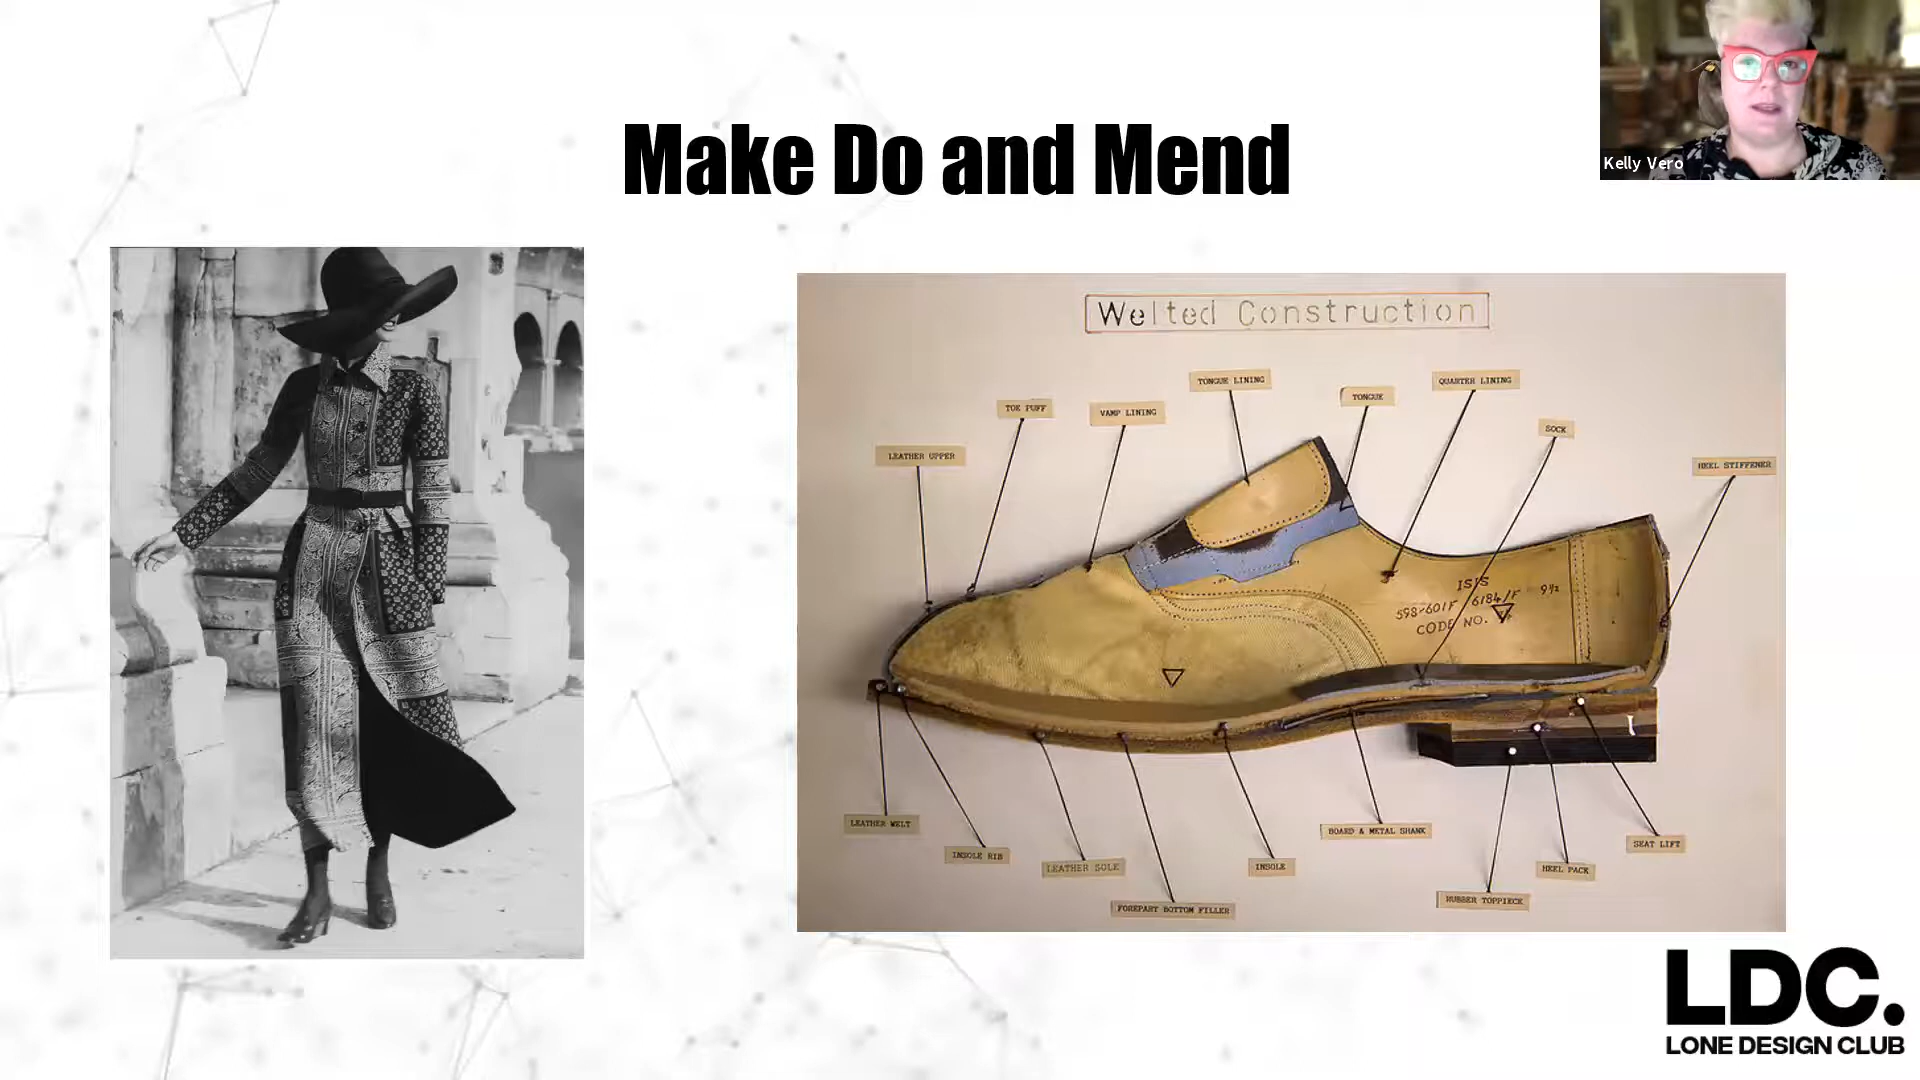 Make Do and Mend
Kelly Vero
Welted Construction
TONGUE LINING
QUARTER LINING
TONGUE
TOE PUFF
VAMP LINING
SOCK
LEATHER UPPER
HEEL STIFFENER
ISIS
598-601F 6184/F 9½
CODE NO.
LEATHER WELT
INSOLE RIB
LEATHER SOLE
FOREPART BOTTOM FILLER
INSOLE
BOARD & METAL SHANK
RUBBER TOPPIECE
HEEL PACK
SEAT LIFT
LDC.
LONE DESIGN CLUB